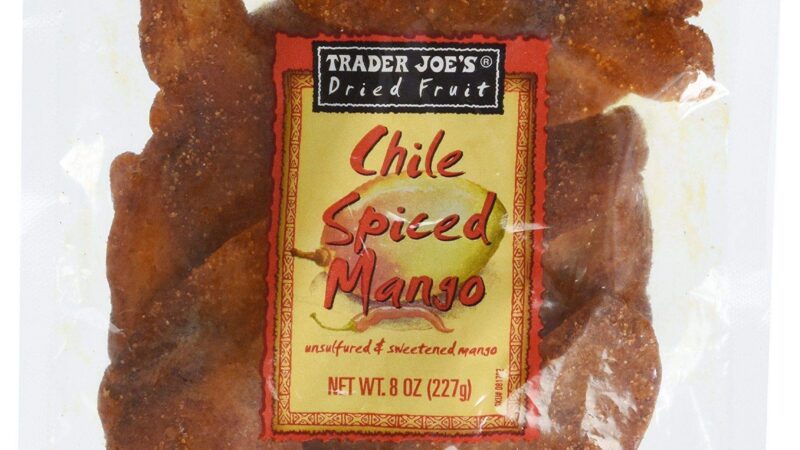 TRADER JOE'S®
Dried Fruit
Chile
Spiced
Mango
unsulfured & sweetened mango
NET WT. 8 OZ (227g)